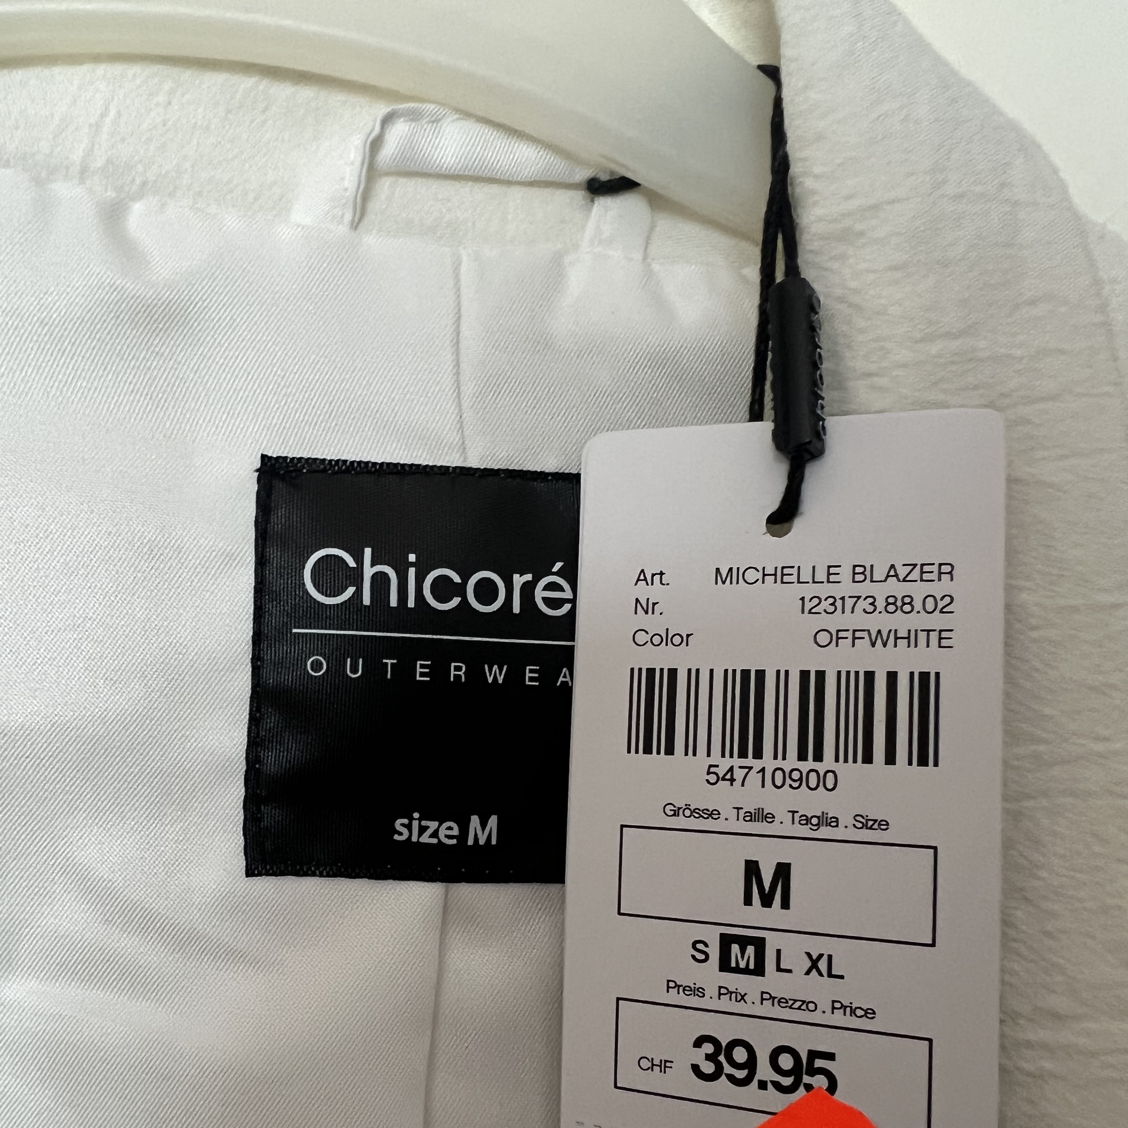 chicorée
Chicoré
OUTERWEA
size M
Art. MICHELLE BLAZER
Nr. 123173.88.02
Color OFFWHITE
54710900
Grösse . Taille . Taglia . Size
M
S M L XL
Preis . Prix . Prezzo . Price
CHF 39.95